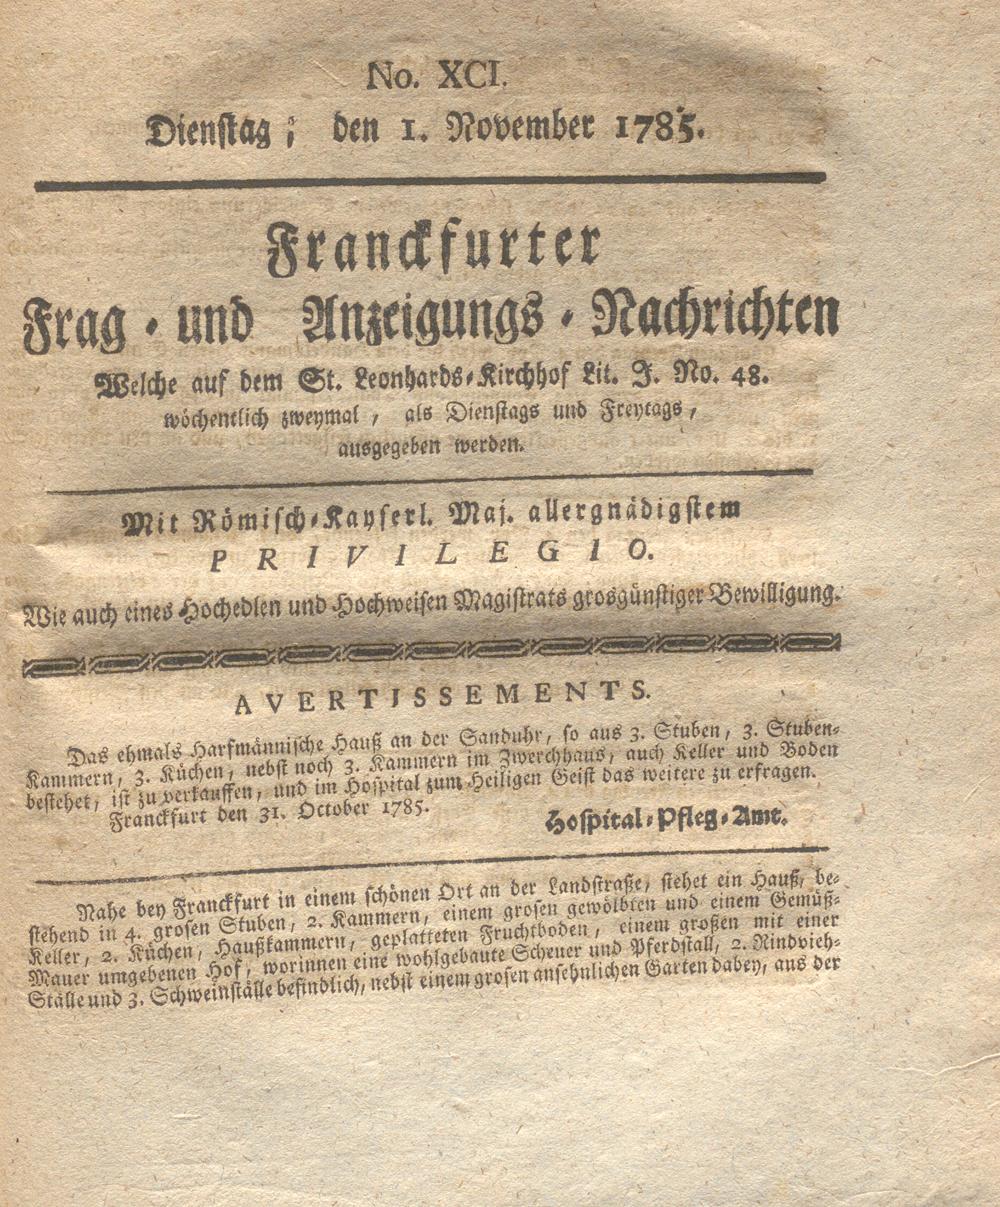 No. XCI.
Dienstag; den 1. November 1785.
Franckfurter
Frag- und Anzeigungs-Nachrichten
Welche auf dem St. Leonhards-Kirchhof Lit. J. No. 48.
wöchentlich zweymal, als Dienstags und Freytags,
ausgegeben werden.
Mit Römisch-Kayserl. Maj. allergnädigstem
PRIVILEGIO.
Wie auch eines Hochedlen und Hochweisen Magistrats grosgünstiger Bewilligung.
AVERTISSEMENTS.
Das ehmals Harfmännische Hauß an der Sanduhr, so aus 3. Stuben, 3. Stuben-
Kammern, 3. Küchen, nebst noch 3. Kammern im Zwerchhaus, auch Keller und Boden
bestehet, ist zu verkauffen, und im Hospital zum Heiligen Geist das weitere zu erfragen.
Franckfurt den 31. October 1785.
Hospital-Pfleg-Amt.
Nahe bey Franckfurt in einem schönen Ort an der Landstraße, stehet ein Hauß, be-
stehend in 4. grosen Stuben, 2. Kammern, einem grosen gewölbten und einem Gemüß-
Keller, 2. Küchen, Haußkammern, geplatteten Fruchtboden, einem großen mit einer
Mauer umgebenen Hof, worinnen eine wohlgebaute Scheuer und Pferdstall, 2. Rindvieh-
Ställe und 3. Schweinställe befindlich, nebst einem grosen ansehnlichen Garten dabey, aus der